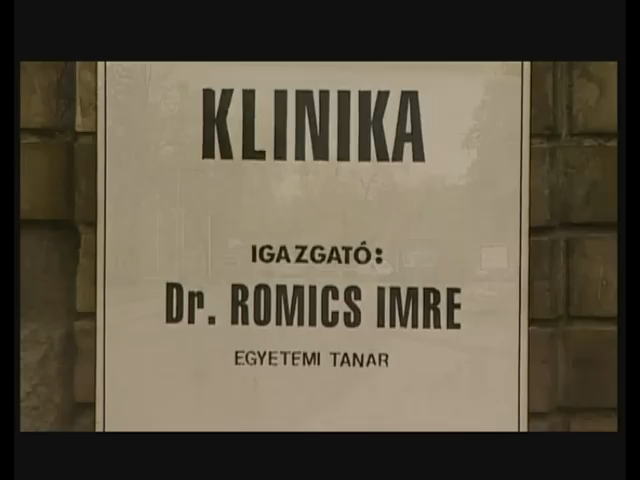 KLINIKA
IGAZGATÓ:
Dr. ROMICS IMRE
EGYETEMI TANAR